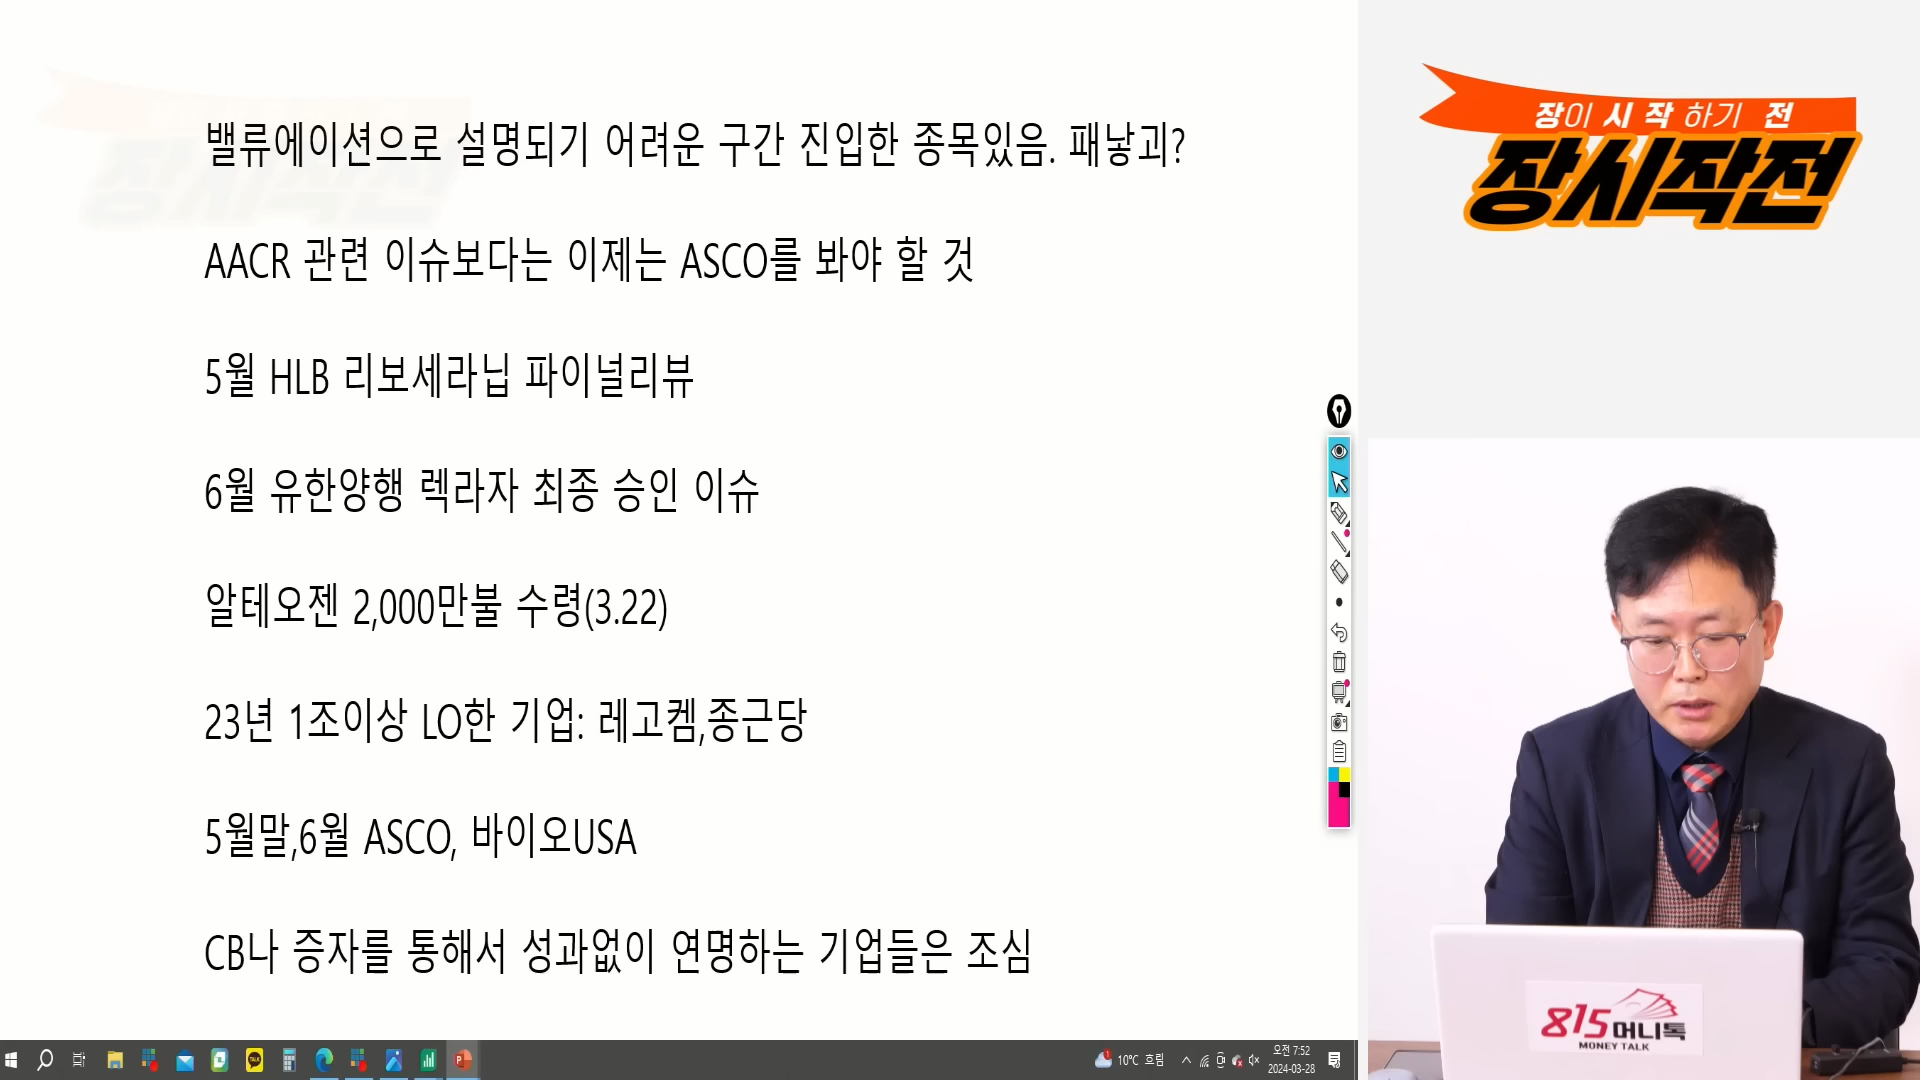 밸류에이션으로 설명되기 어려운 구간 진입한 종목있음. 패낳괴?
AACR 관련 이슈보다는 이제는 ASCO를 봐야 할 것
5월 HLB 리보세라닙 파이널리뷰
6월 유한양행 렉라자 최종 승인 이슈
알테오젠 2,000만불 수령(3.22)
23년 1조이상 LO한 기업: 레고켐,종근당
5월말,6월 ASCO, 바이오USA
CB나 증자를 통해서 성과없이 연명하는 기업들은 조심
장이 시 작 하기 전
장시작전
815머니톡
MONEY TALK
10℃ 흐림
오전 7:52
2024-03-28